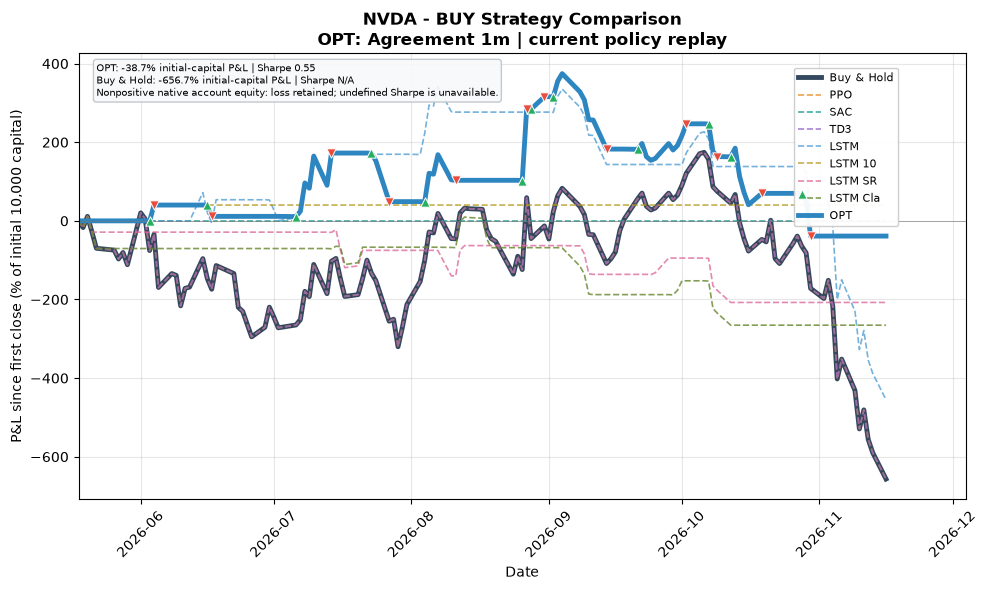 NVDA - BUY Strategy Comparison
OPT: Agreement 1m | current policy replay
OPT: -38.7% initial-capital P&L | Sharpe 0.55
Buy & Hold: -656.7% initial-capital P&L | Sharpe N/A
Nonpositive native account equity: loss retained; undefined Sharpe is unavailable.
Buy & Hold
PPO
SAC
TD3
LSTM
LSTM 10
LSTM SR
LSTM Cla
OPT
P&L since first close (% of initial 10,000 capital)
400
200
0
−200
−400
−600
2026-06
2026-07
2026-08
2026-09
2026-10
2026-11
2026-12
Date